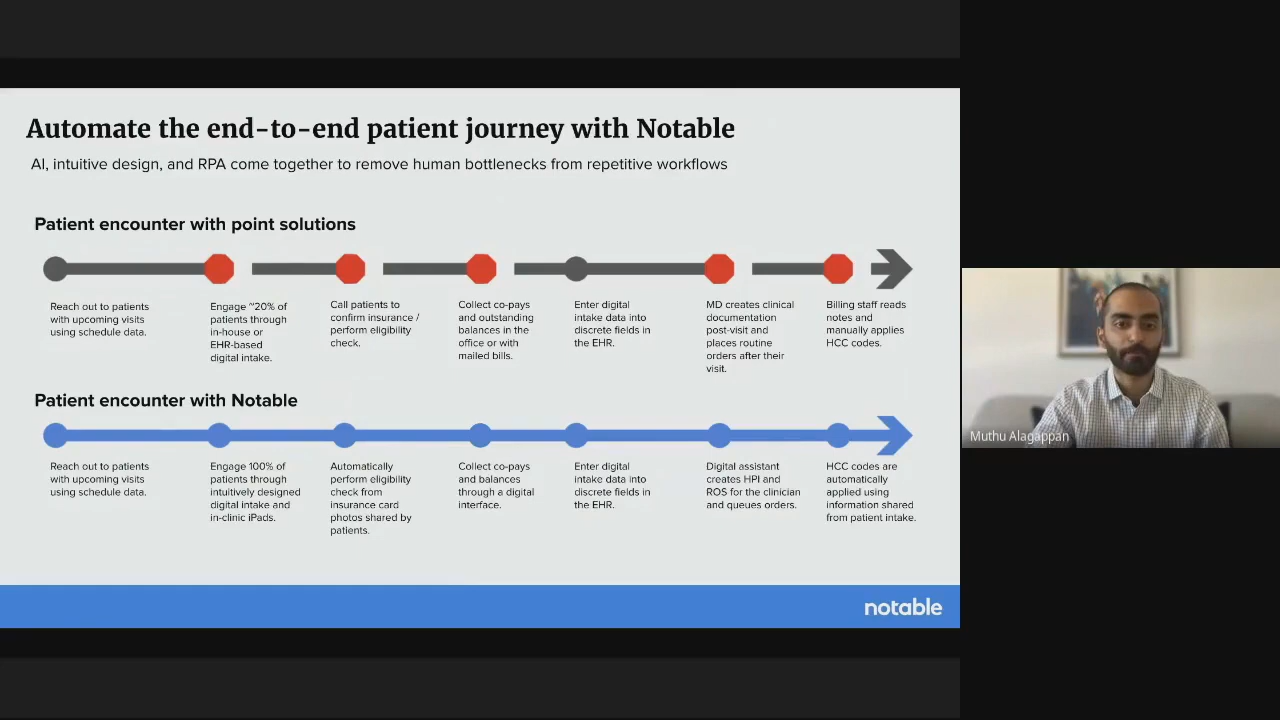 Automate the end-to-end patient journey with Notable
AI, intuitive design, and RPA come together to remove human bottlenecks from repetitive workflows
Patient encounter with point solutions
Reach out to patients
with upcoming visits
using schedule data.
Engage ~20% of
patients through
in-house or
EHR-based
digital intake.
Call patients to
confirm insurance /
perform eligibility
check.
Collect co-pays
and outstanding
balances in the
office or with
mailed bills.
Enter digital
intake data into
discrete fields in
the EHR.
MD creates clinical
documentation
post-visit and
places routine
orders after their
visit.
Billing staff reads
notes and
manually applies
HCC codes.
Patient encounter with Notable
Reach out to patients
with upcoming visits
using schedule data.
Engage 100% of
patients through
intuitively designed
digital intake and
in-clinic iPads.
Automatically
perform eligibility
check from
insurance card
photos shared by
patients.
Collect co-pays
and balances
through a digital
interface.
Enter digital
intake data into
discrete fields in
the EHR.
Digital assistant
creates HPI and
ROS for the clinician
and queues orders.
HCC codes are
automatically
applied using
information shared
from patient intake.
notable
Muthu Alagappan